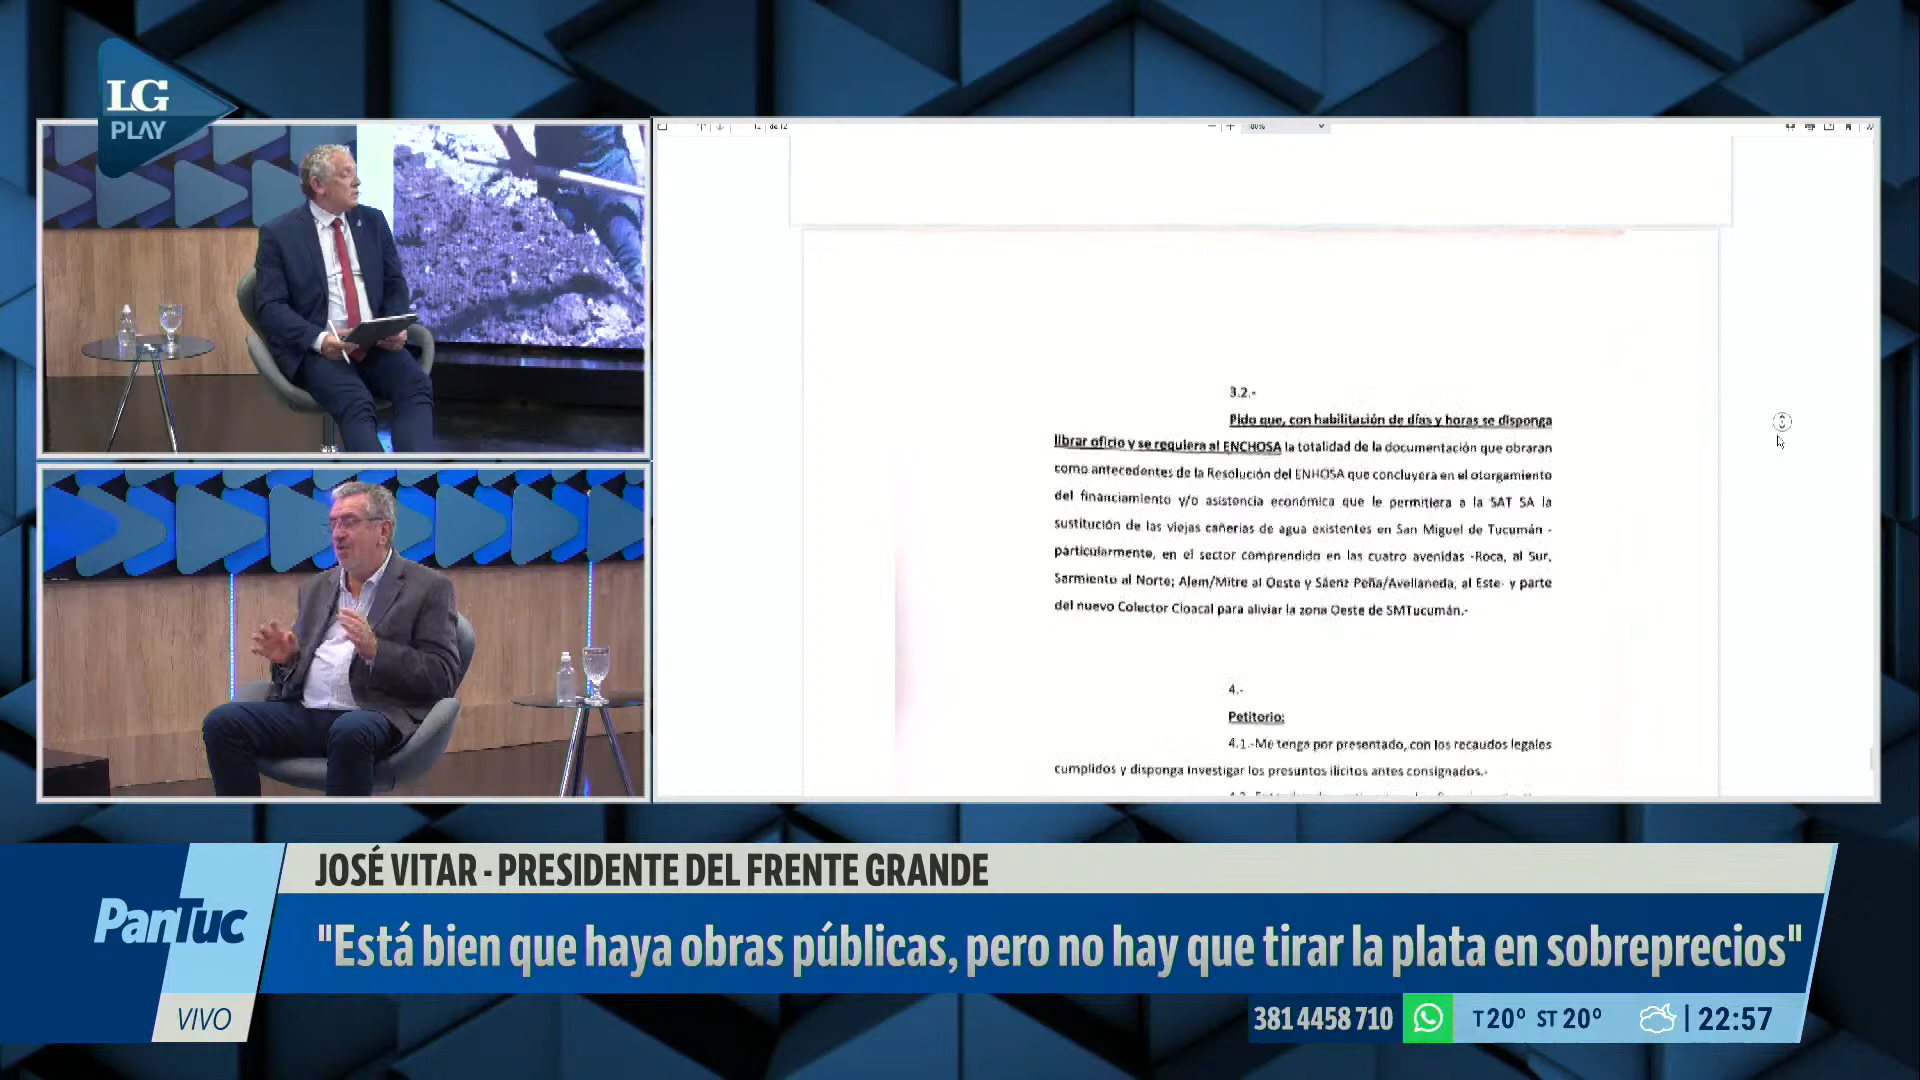 LG
PLAY
3.2.-
Pido que, con habilitación de días y horas se disponga
librar oficio y se requiera al ENCHOSA la totalidad de la documentación que obraran
como antecedentes de la Resolución del ENHOSA que concluyera en el otorgamiento
del financiamiento y/o asistencia económica que le permitiera a la SAT SA la
sustitución de las viejas cañerias de agua existentes en San Miguel de Tucumán -
particularmente, en el sector comprendido en las cuatro avenidas -Roca, al Sur,
Sarmiento al Norte; Alem/Mitre al Oeste y Sáenz Peña/Avellaneda, al Este- y parte
del nuevo Colector Cloacal para aliviar la zona Oeste de SMTucumán.-
4.-
Petitorio:
4.1.-Me tenga por presentado, con los recaudos legales
cumplidos y disponga investigar los presuntos ilícitos antes consignados.-
JOSÉ VITAR - PRESIDENTE DEL FRENTE GRANDE
PanTuc
"Está bien que haya obras públicas, pero no hay que tirar la plata en sobreprecios"
VIVO
381 4458 710
T 20° ST 20°
22:57